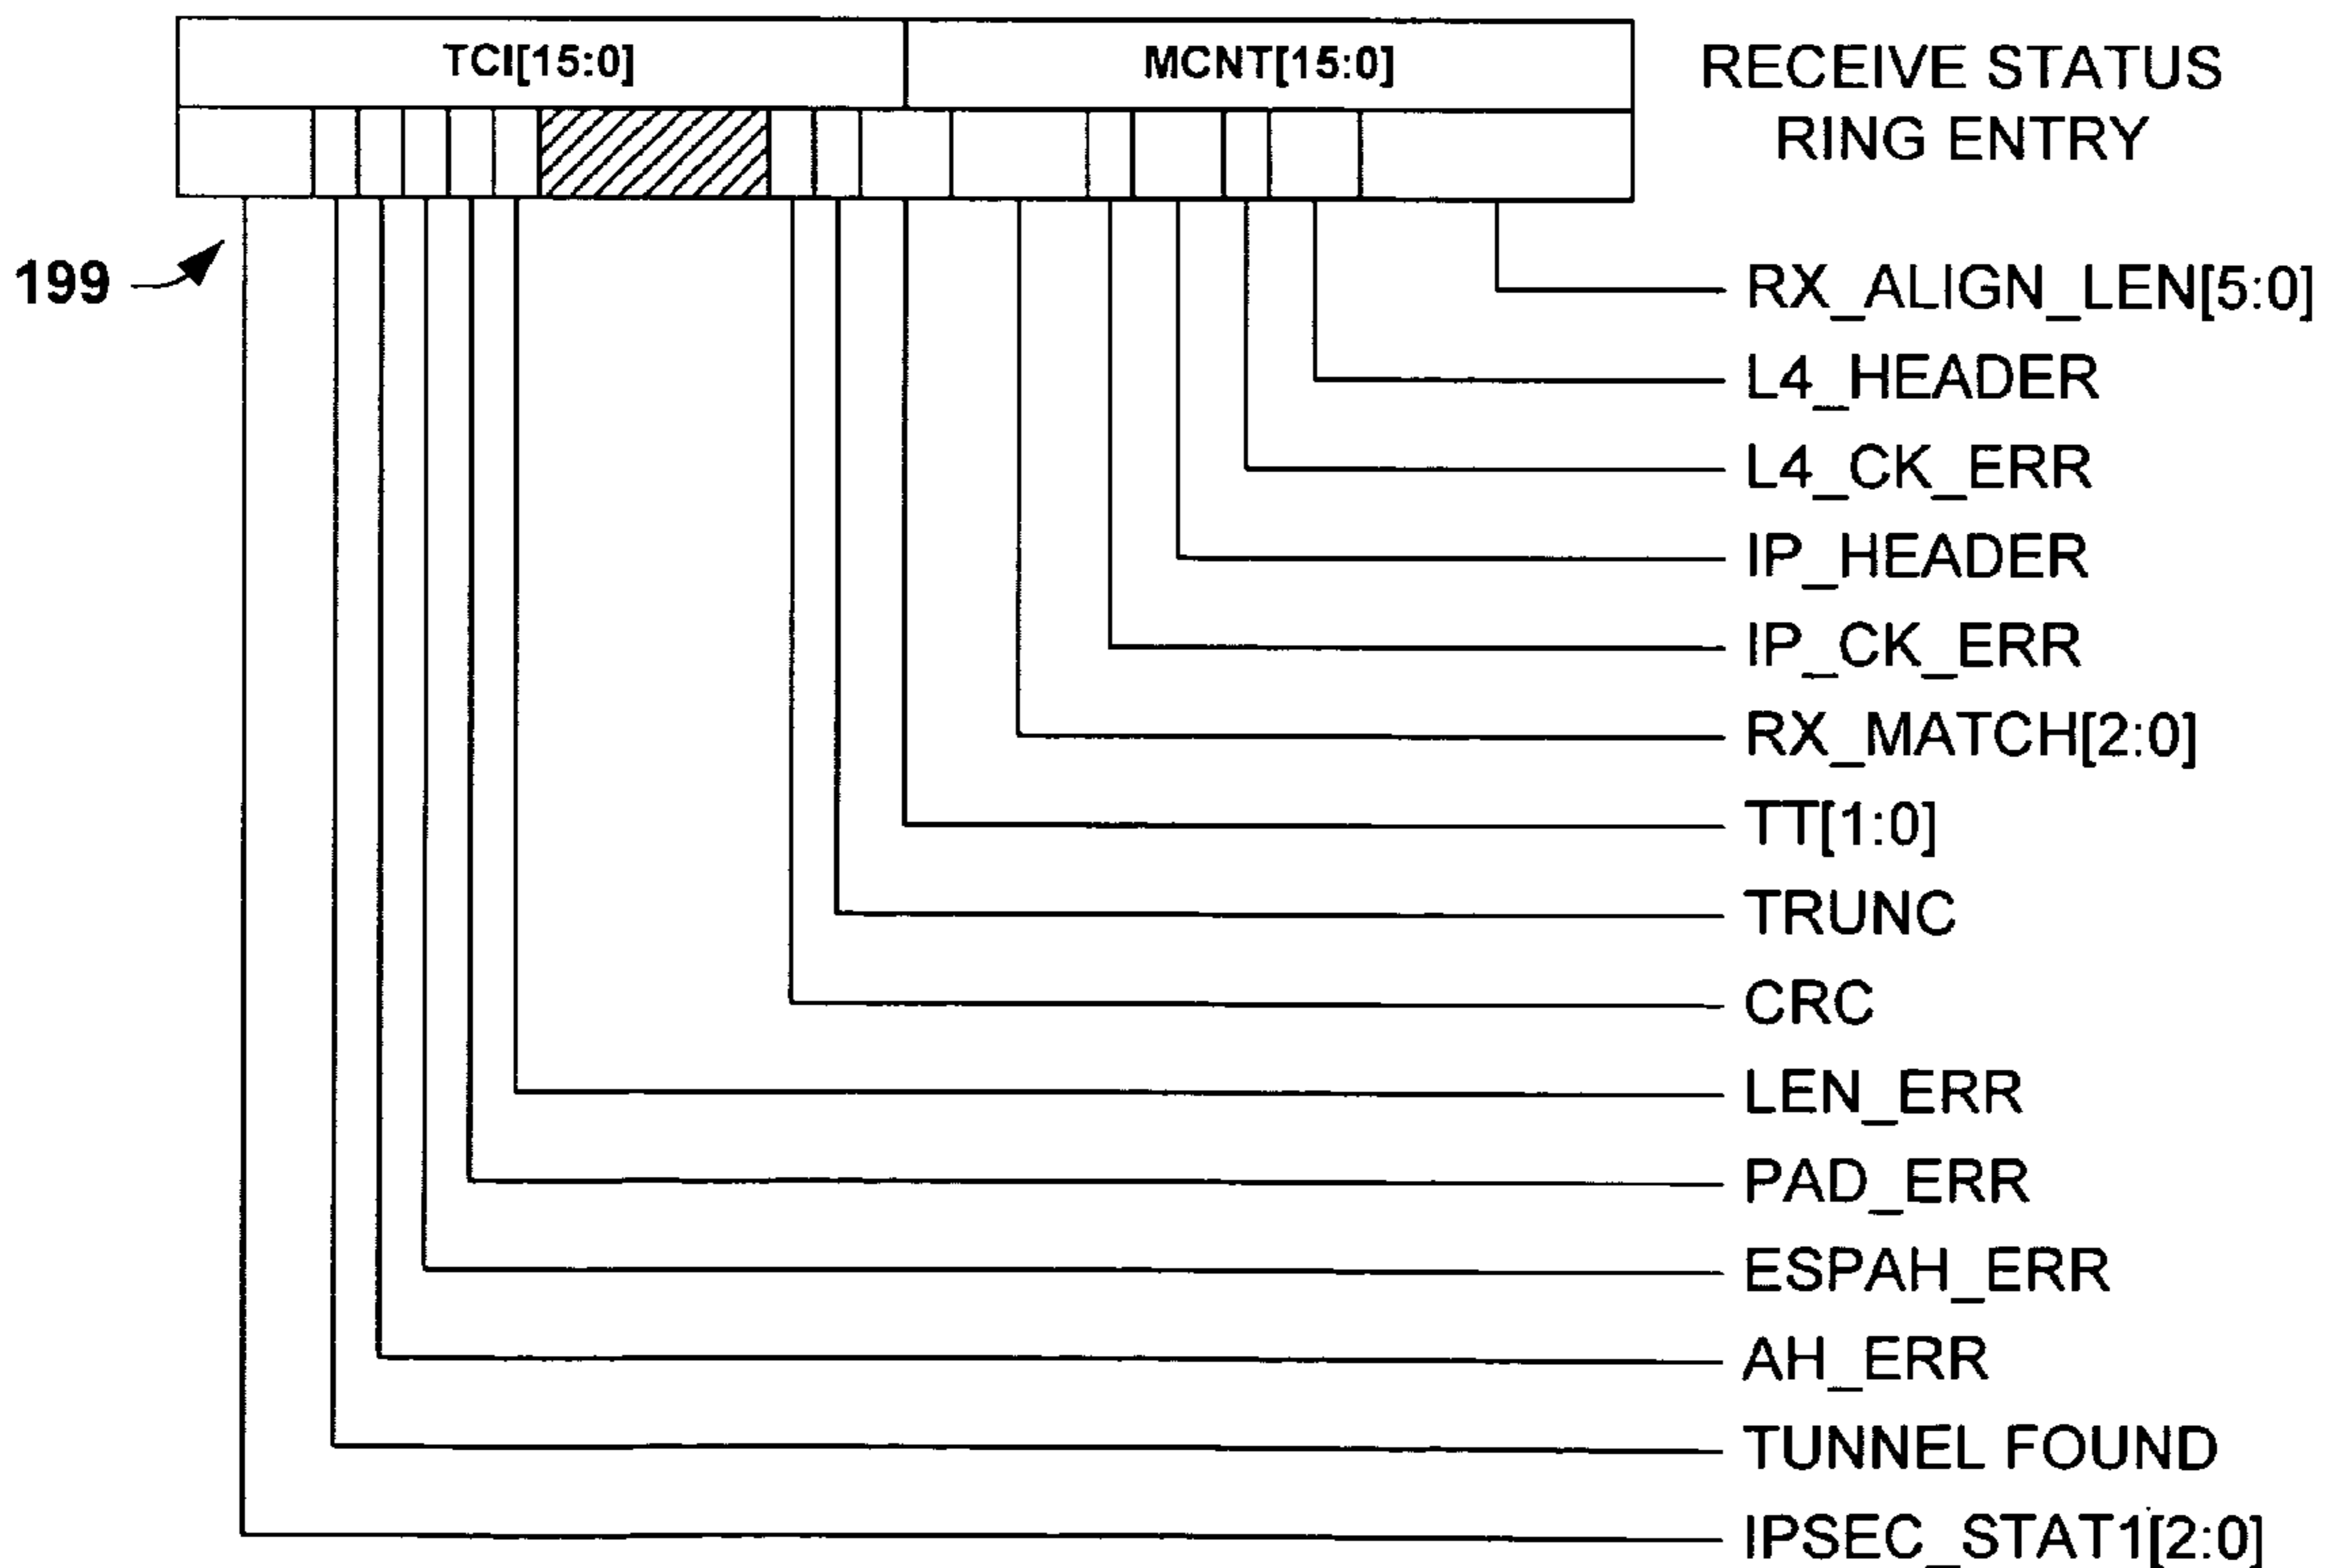 TCI[15:0] MCNT[15:0]
RECEIVE STATUS
RING ENTRY
199
RX_ALIGN_LEN[5:0]
L4_HEADER
L4_CK_ERR
IP_HEADER
IP_CK_ERR
RX_MATCH[2:0]
TT[1:0]
TRUNC
CRC
LEN_ERR
PAD_ERR
ESPAH_ERR
AH_ERR
TUNNEL FOUND
IPSEC_STAT1[2:0]